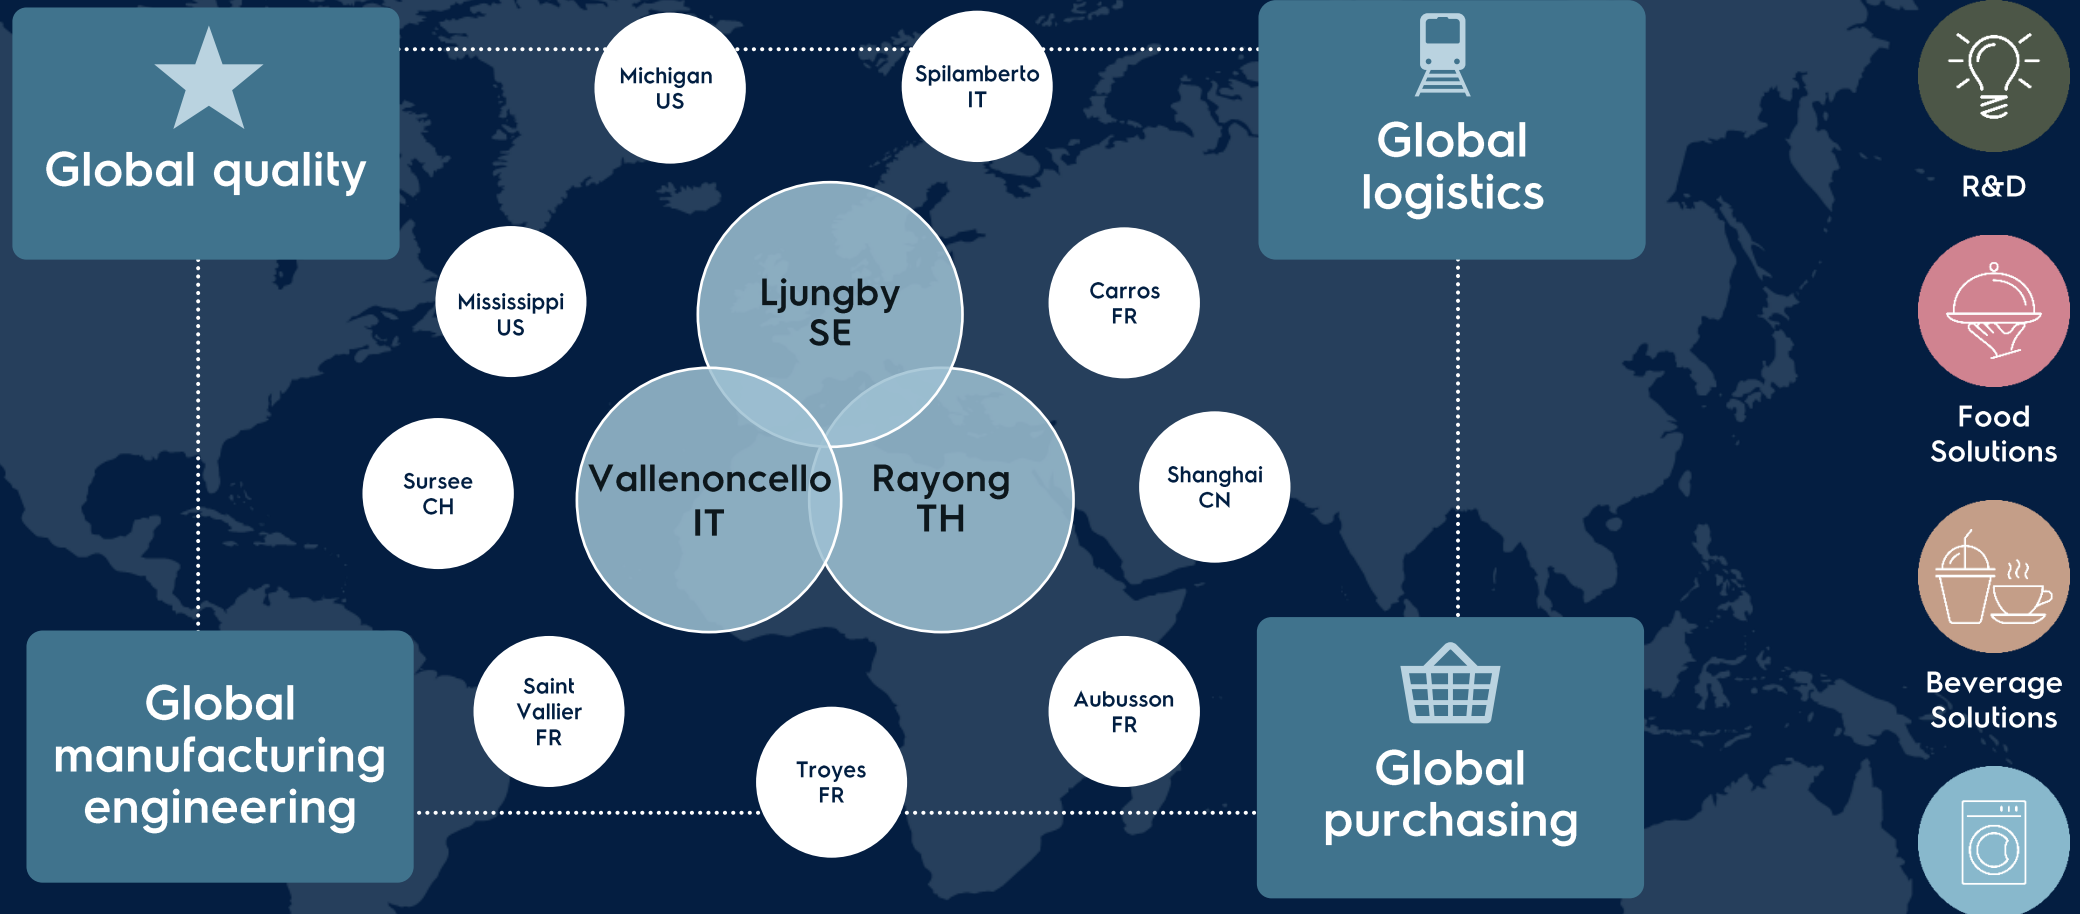 Global quality
Michigan
US
Spilamberto
IT
Global
logistics
R&D
Mississippi
US
Ljungby
SE
Carros
FR
Food
Solutions
Sursee
CH
Vallenoncello
IT
Rayong
TH
Shanghai
CN
Beverage
Solutions
Global
manufacturing
engineering
Saint
Vallier
FR
Troyes
FR
Aubusson
FR
Global
purchasing